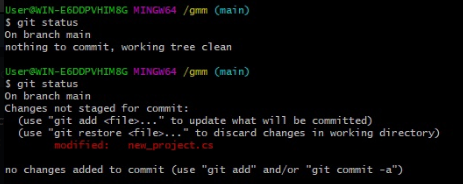 User@WIN-E6DDPVHIM8G MINGW64 /gmm (main)
$ git status
On branch main
nothing to commit, working tree clean
User@WIN-E6DDPVHIM8G MINGW64 /gmm (main)
$ git status
On branch main
Changes not staged for commit:
(use "git add <file>..." to update what will be committed)
(use "git restore <file>..." to discard changes in working directory)
modified: new_project.cs
no changes added to commit (use "git add" and/or "git commit -a")